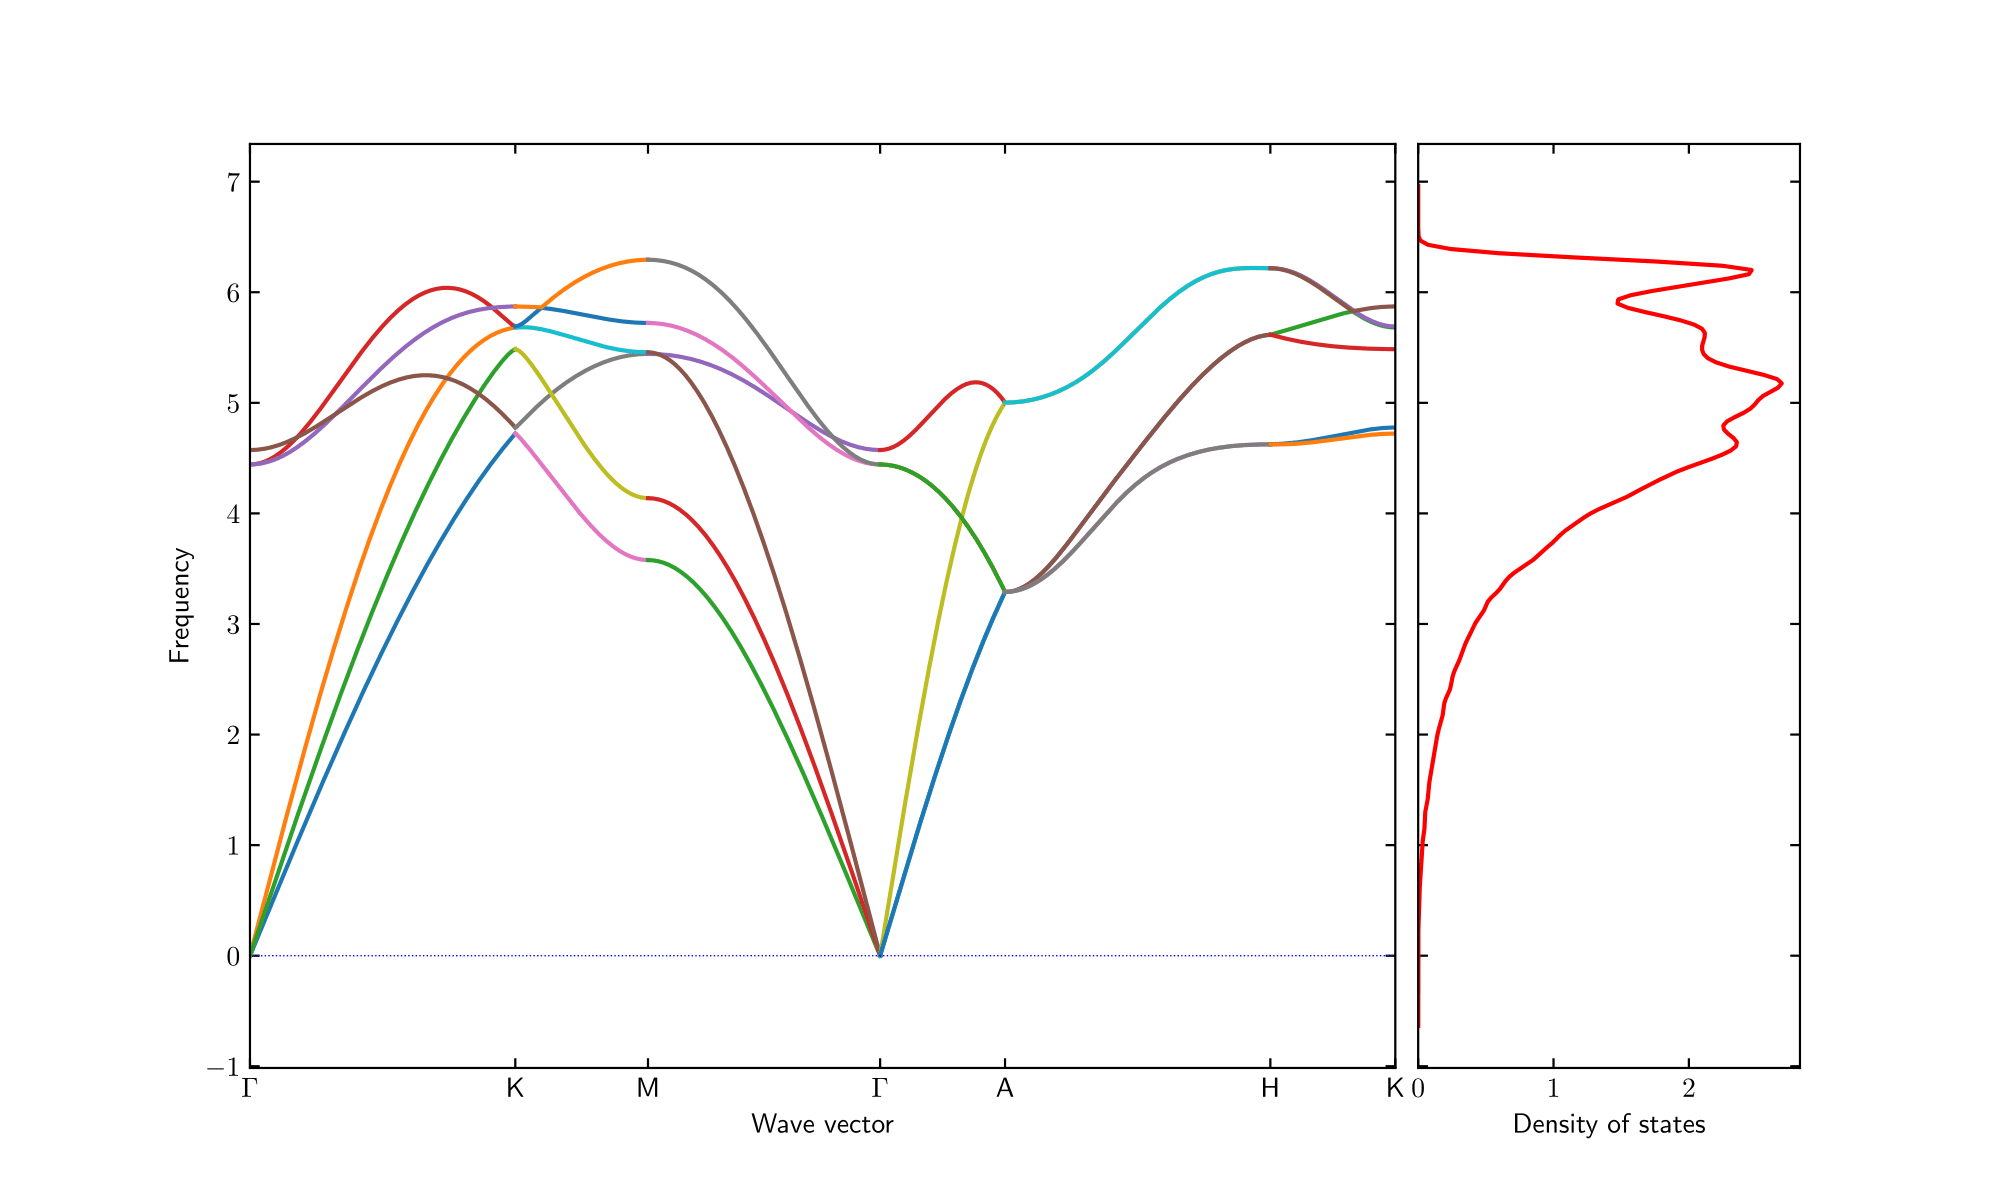 7
6
5
4
3
2
1
0
−1
Frequency
Γ K M Γ A H K
Wave vector
0 1 2
Density of states